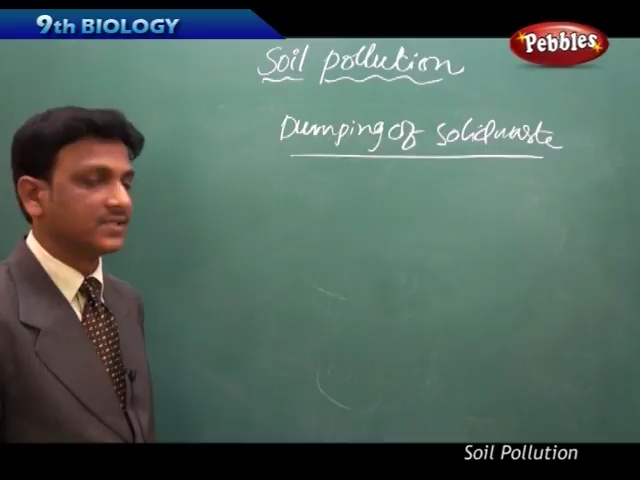 9th BIOLOGY
Pebbles
Soil pollution
Dumping of solidwaste
Soil Pollution